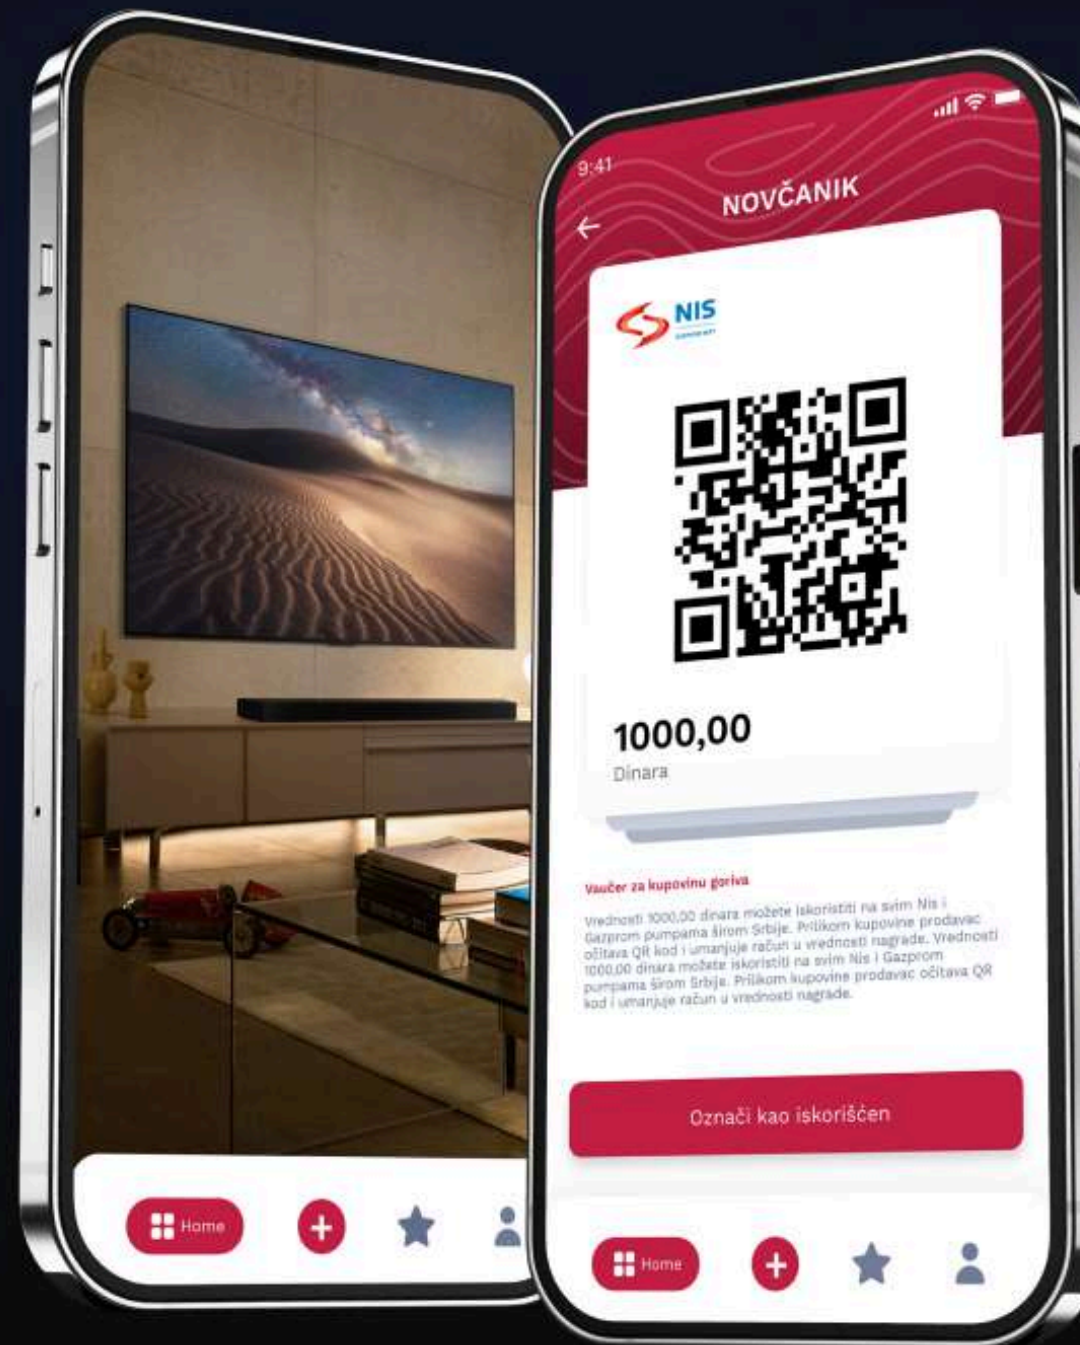 9:41
NOVČANIK
NIS
1000,00
Dinara
Vaučer za kupovinu goriva
Vrednosti 1000,00 dinara možete iskoristiti na svim Nis i
Gazprom pumpama širom Srbije. Prilikom kupovine prodavac
očitava QR kod i umanjuje račun u vrednosti nagrade. Vrednosti
1000,00 dinara možete iskoristiti na svim Nis i Gazprom
pumpama širom Srbije. Prilikom kupovine prodavac očitava QR
kod i umanjuje račun u vrednosti nagrade.
Označi kao iskorišćen
Home
Home